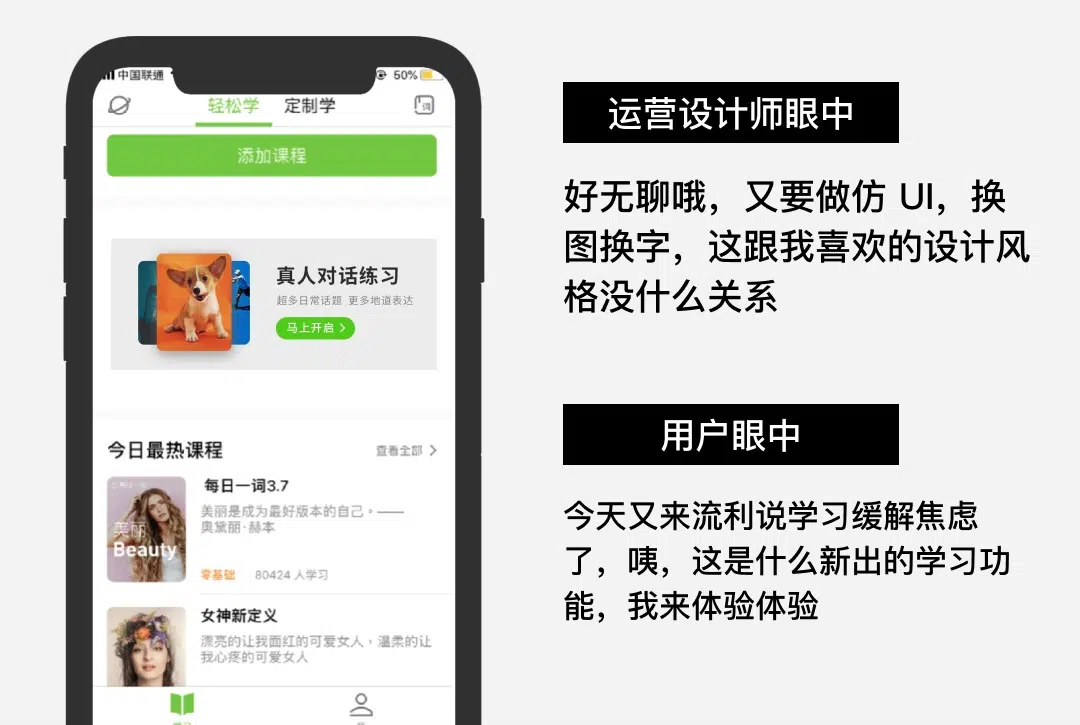 中国联通
50%
轻松学 定制学
词
添加课程
真人对话练习
超多日常话题 更多地道表达
马上开启
今日最热课程
查看全部
每日一词3.7
美丽是成为最好版本的自己。——
奥黛丽·赫本
美丽
Beauty
零基础 80424 人学习
女神新定义
漂亮的让我面红的可爱女人，温柔的让
我心疼的可爱女人
运营设计师眼中
好无聊哦，又要做仿 UI，换
图换字，这跟我喜欢的设计风
格没什么关系
用户眼中
今天又来流利说学习缓解焦虑
了，咦，这是什么新出的学习功
能，我来体验体验